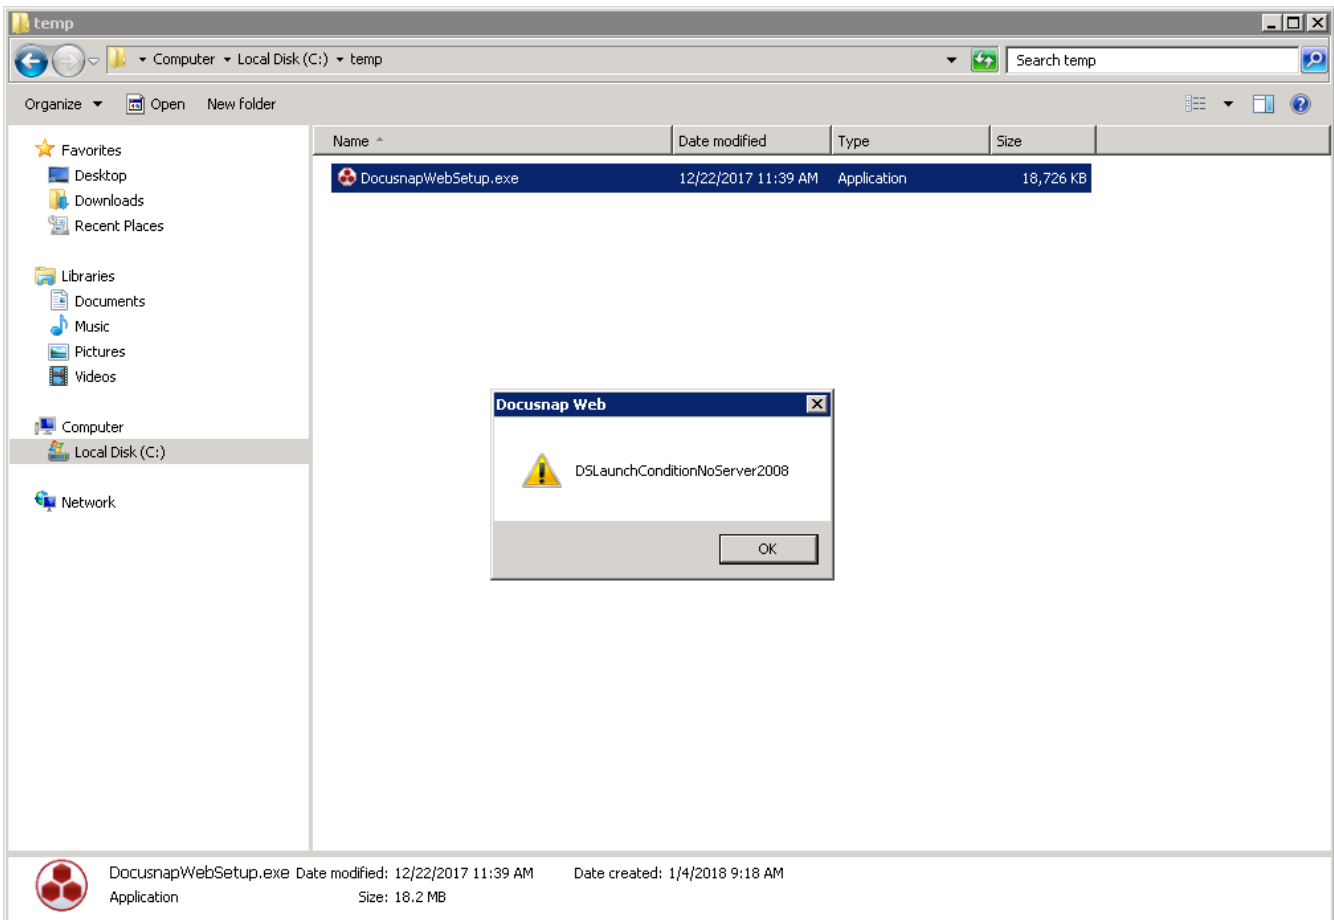 temp
Computer Local Disk (C:) temp
Search temp
Organize Open New folder
Name Date modified Type Size
DocusnapWebSetup.exe 12/22/2017 11:39 AM Application 18,726 KB
Favorites
Desktop
Downloads
Recent Places
Libraries
Documents
Music
Pictures
Videos
Computer
Local Disk (C:)
Network
Docusnap Web
DSLaunchConditionNoServer2008
OK
DocusnapWebSetup.exe Date modified: 12/22/2017 11:39 AM Date created: 1/4/2018 9:18 AM
Application Size: 18.2 MB